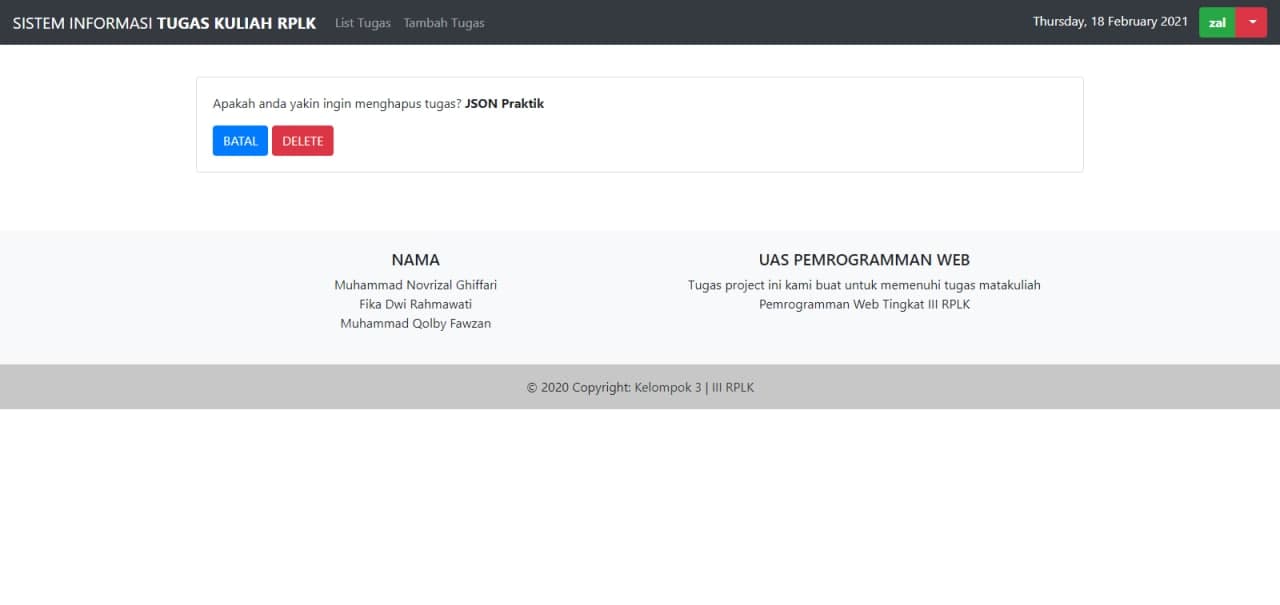 SISTEM INFORMASI TUGAS KULIAH RPLK List Tugas Tambah Tugas Thursday, 18 February 2021 zal
Apakah anda yakin ingin menghapus tugas? JSON Praktik
BATAL DELETE
NAMA
Muhammad Novrizal Ghiffari
Fika Dwi Rahmawati
Muhammad Qolby Fawzan
UAS PEMROGRAMMAN WEB
Tugas project ini kami buat untuk memenuhi tugas matakuliah
Pemrogramman Web Tingkat III RPLK
© 2020 Copyright: Kelompok 3 | III RPLK